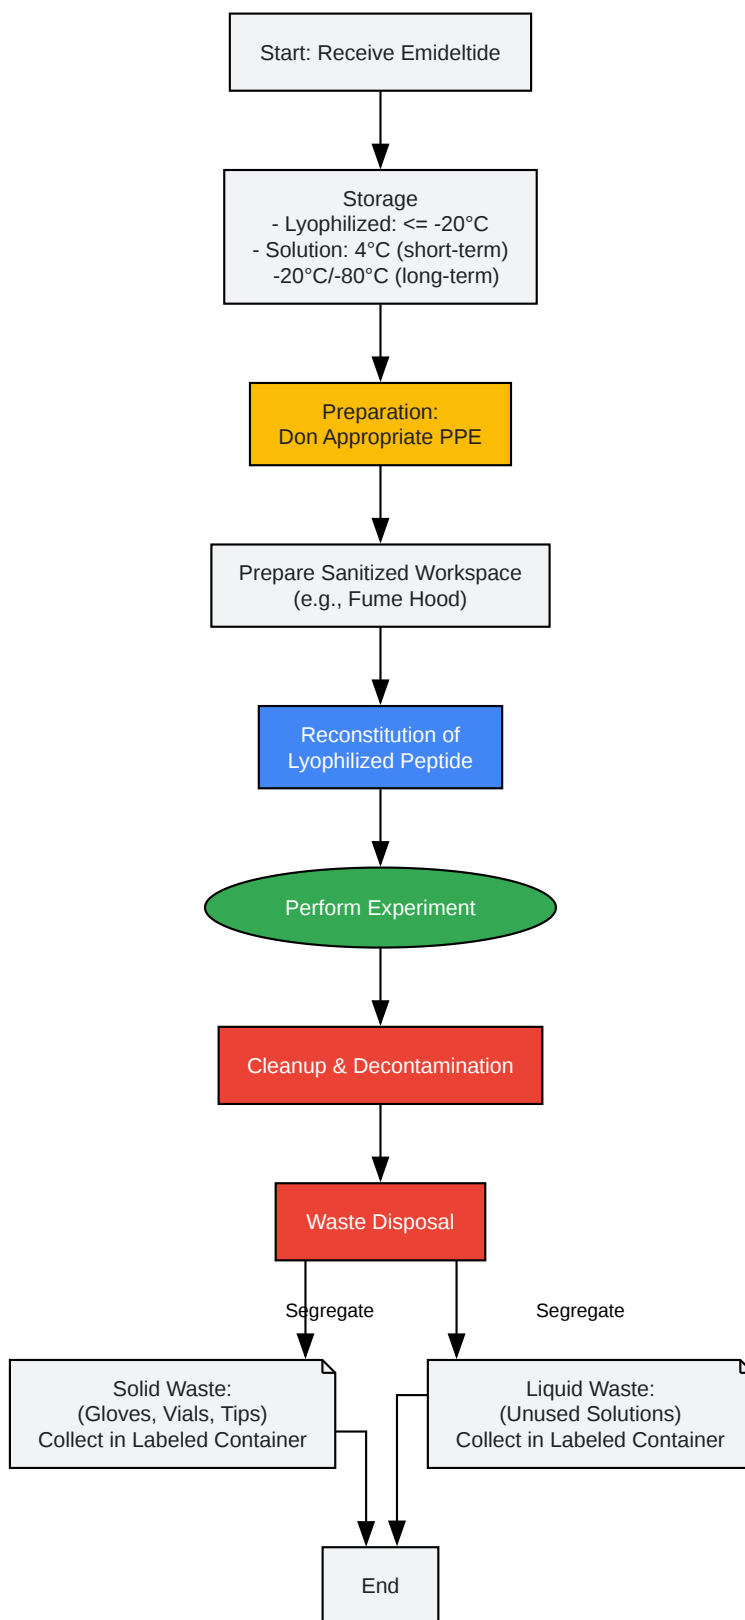 Start: Receive Emideltide
Storage
- Lyophilized: <= -20°C
- Solution: 4°C (short-term)
-20°C/-80°C (long-term)
Preparation:
Don Appropriate PPE
Prepare Sanitized Workspace
(e.g., Fume Hood)
Reconstitution of
Lyophilized Peptide
Perform Experiment
Cleanup & Decontamination
Waste Disposal
Segregate
Segregate
Solid Waste:
(Gloves, Vials, Tips)
Collect in Labeled Container
Liquid Waste:
(Unused Solutions)
Collect in Labeled Container
End